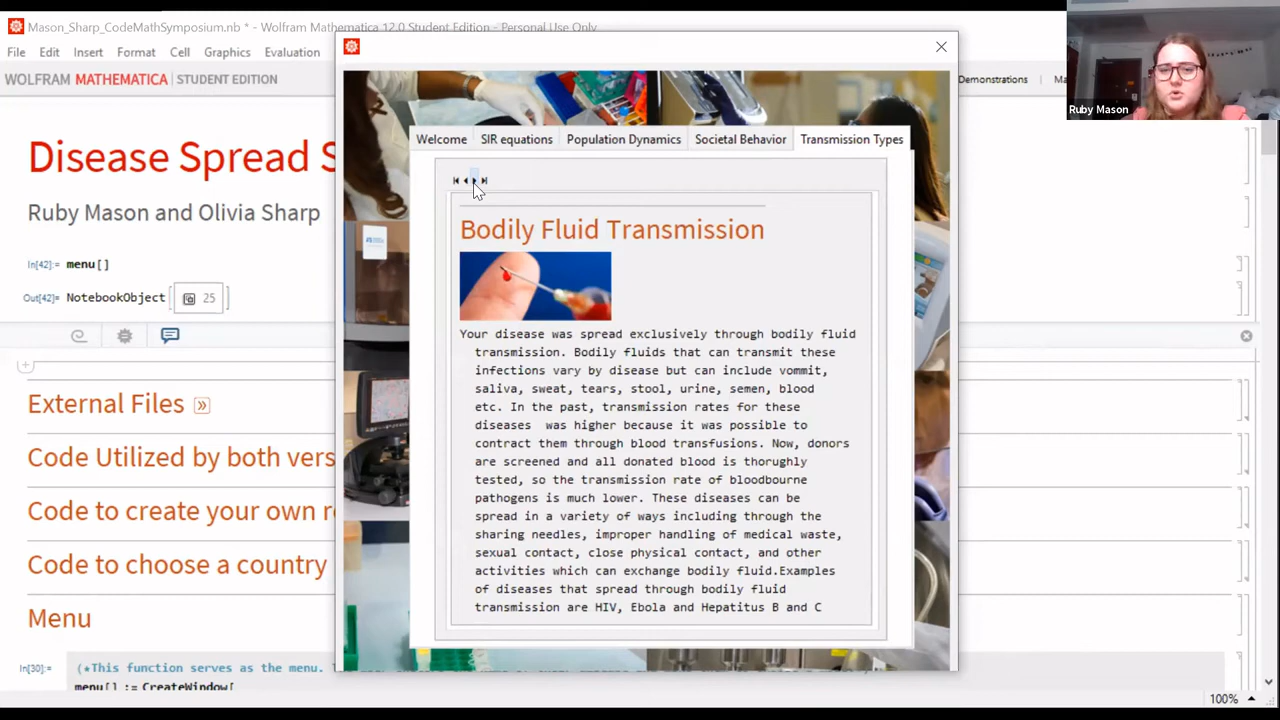 Mason_Sharp_CodeMathSymposium.nb * - Wolfram Mathematica 12.0 Student Edition - Personal Use Only
File Edit Insert Format Cell Graphics Evaluation
WOLFRAM MATHEMATICA STUDENT EDITION
Demonstrations
Ma
Ruby Mason
Disease Spread S
Ruby Mason and Olivia Sharp
In[42]:= menu[]
Out[42]= NotebookObject[ 25 ]
External Files
Code Utilized by both vers
Code to create your own r
Code to choose a country
Menu
In[30]:= (*This function serves as the menu.
menu[] := CreateWindow[
100%
Welcome SIR equations Population Dynamics Societal Behavior Transmission Types
Bodily Fluid Transmission
Your disease was spread exclusively through bodily fluid
transmission. Bodily fluids that can transmit these
infections vary by disease but can include vommit,
saliva, sweat, tears, stool, urine, semen, blood
etc. In the past, transmission rates for these
diseases was higher because it was possible to
contract them through blood transfusions. Now, donors
are screened and all donated blood is thorughly
tested, so the transmission rate of bloodbourne
pathogens is much lower. These diseases can be
spread in a variety of ways including through the
sharing needles, improper handling of medical waste,
sexual contact, close physical contact, and other
activities which can exchange bodily fluid.Examples
of diseases that spread through bodily fluid
transmission are HIV, Ebola and Hepatitus B and C